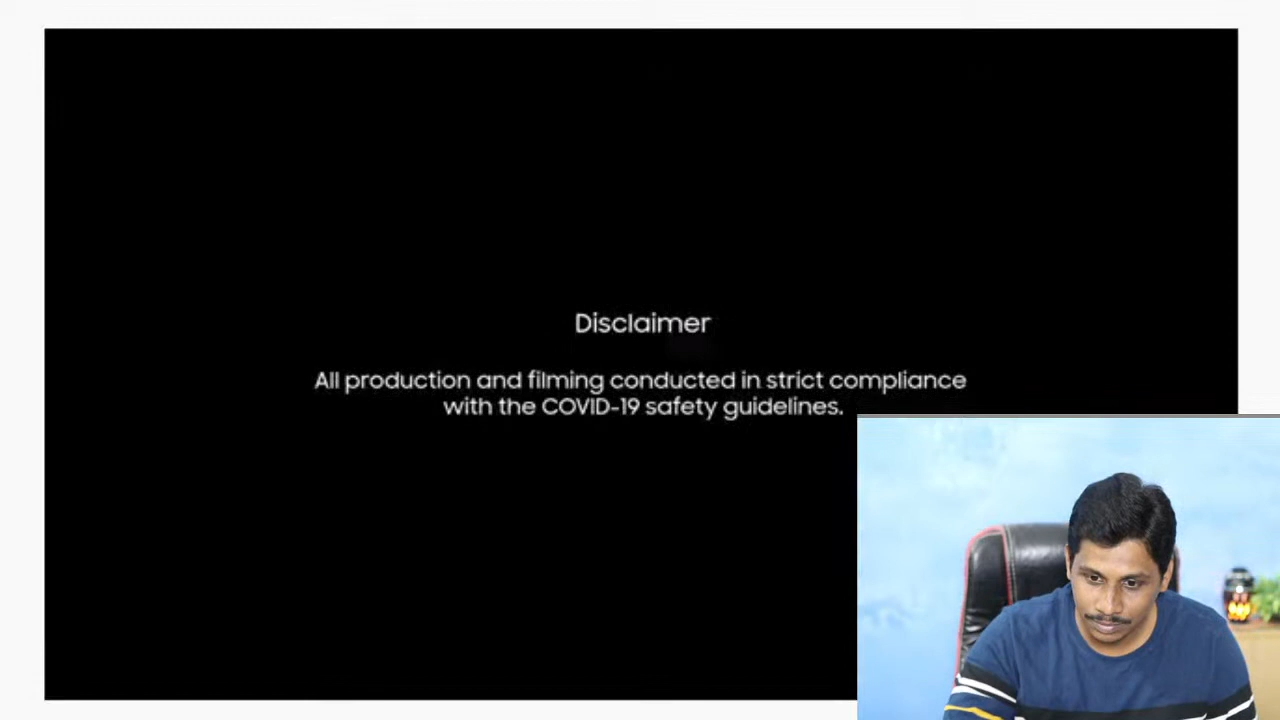 Disclaimer
All production and filming conducted in strict compliance
with the COVID-19 safety guidelines.